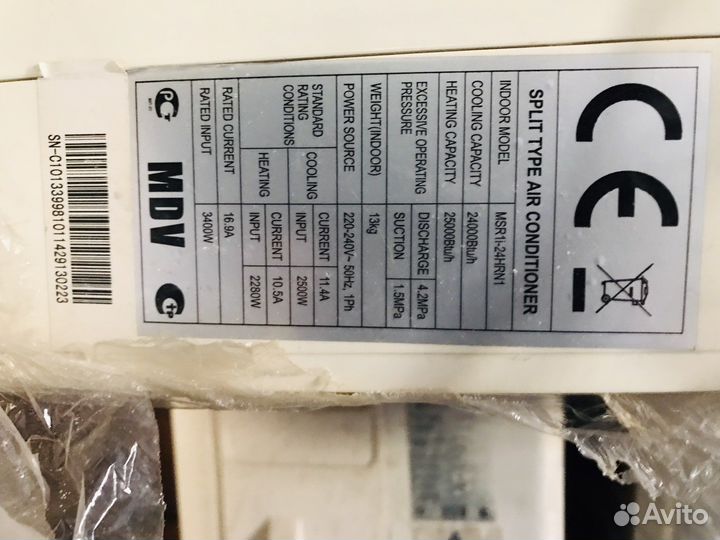 SPLIT TYPE AIR CONDITIONER
INDOOR MODEL MSR1I-24HRN1
COOLING CAPACITY 24000Btu/h
HEATING CAPACITY 25000Btu/h
EXCESSIVE OPERATING PRESSURE DISCHARGE 4.2MPa
SUCTION 1.5MPa
WEIGHT(INDOOR) 13kg
POWER SOURCE 220-240V~ 50Hz, 1Ph
STANDARD RATING CONDITIONS COOLING CURRENT 11.4A
INPUT 2500W
HEATING CURRENT 10.5A
INPUT 2280W
RATED CURRENT 16.9A
RATED INPUT 3400W
MDV
SN-C101339981011429130223
Avito